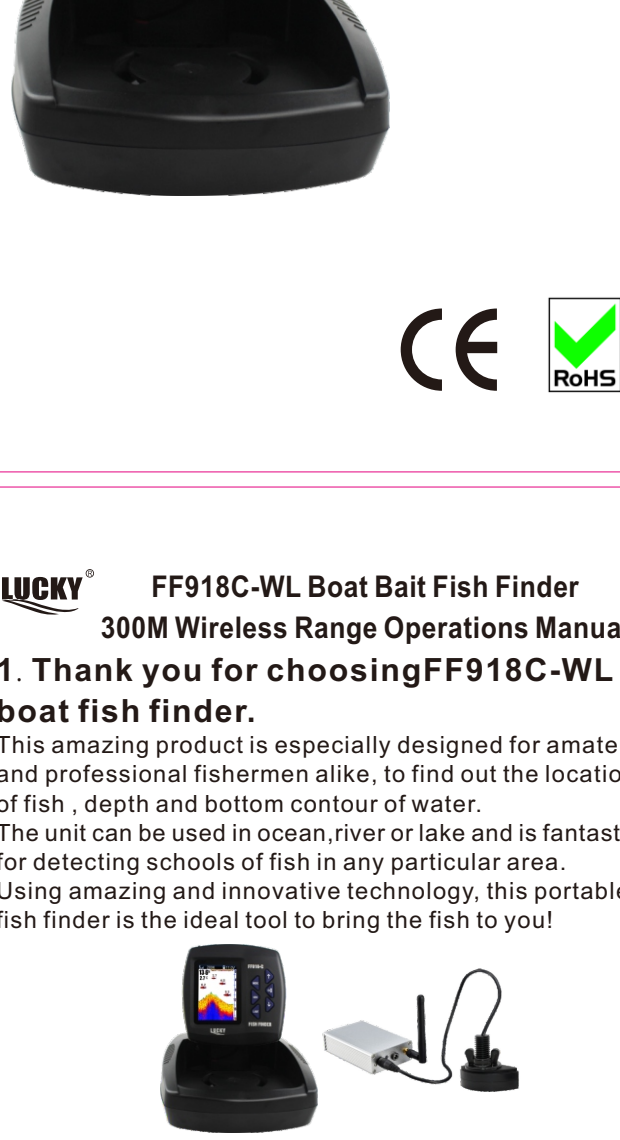 CE
RoHS
LUCKY®
FF918C-WL Boat Bait Fish Finder
300M Wireless Range Operations Manua
1. Thank you for choosingFF918C-WL
boat fish finder.
This amazing product is especially designed for amate
and professional fishermen alike, to find out the locatio
of fish , depth and bottom contour of water.
The unit can be used in ocean,river or lake and is fantast
for detecting schools of fish in any particular area.
Using amazing and innovative technology, this portable
fish finder is the ideal tool to bring the fish to you!
FF918-C
LUCKY
FISH FINDER